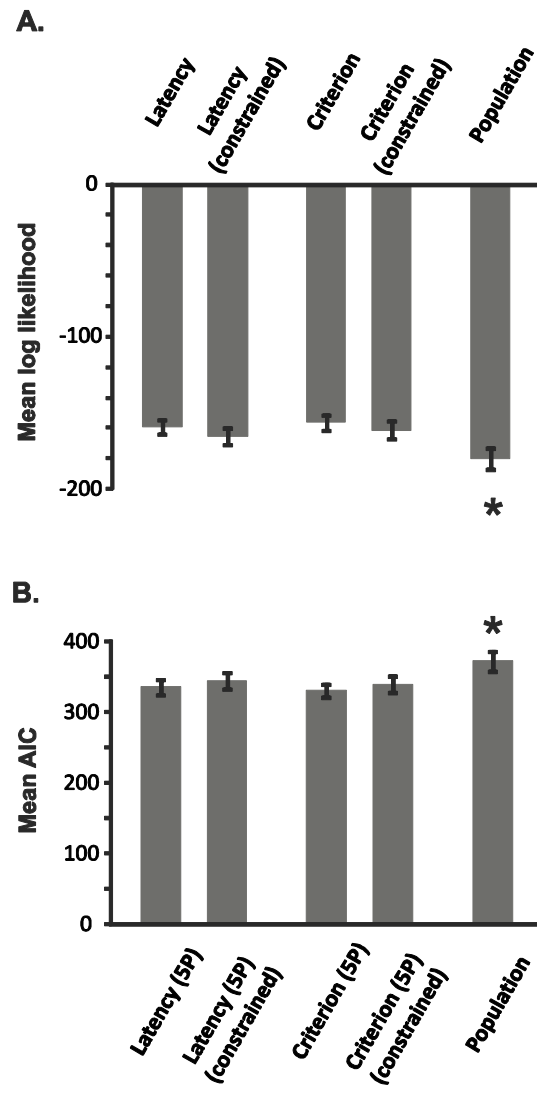 A.
Latency
Latency
(constrained)
Criterion
Criterion
(constrained)
Population
Mean log likelihood
0
-100
-200
*
B.
*
Mean AIC
400
300
200
100
0
Latency (5P)
Latency (5P)
(constrained)
Criterion (5P)
Criterion (5P)
(constrained)
Population